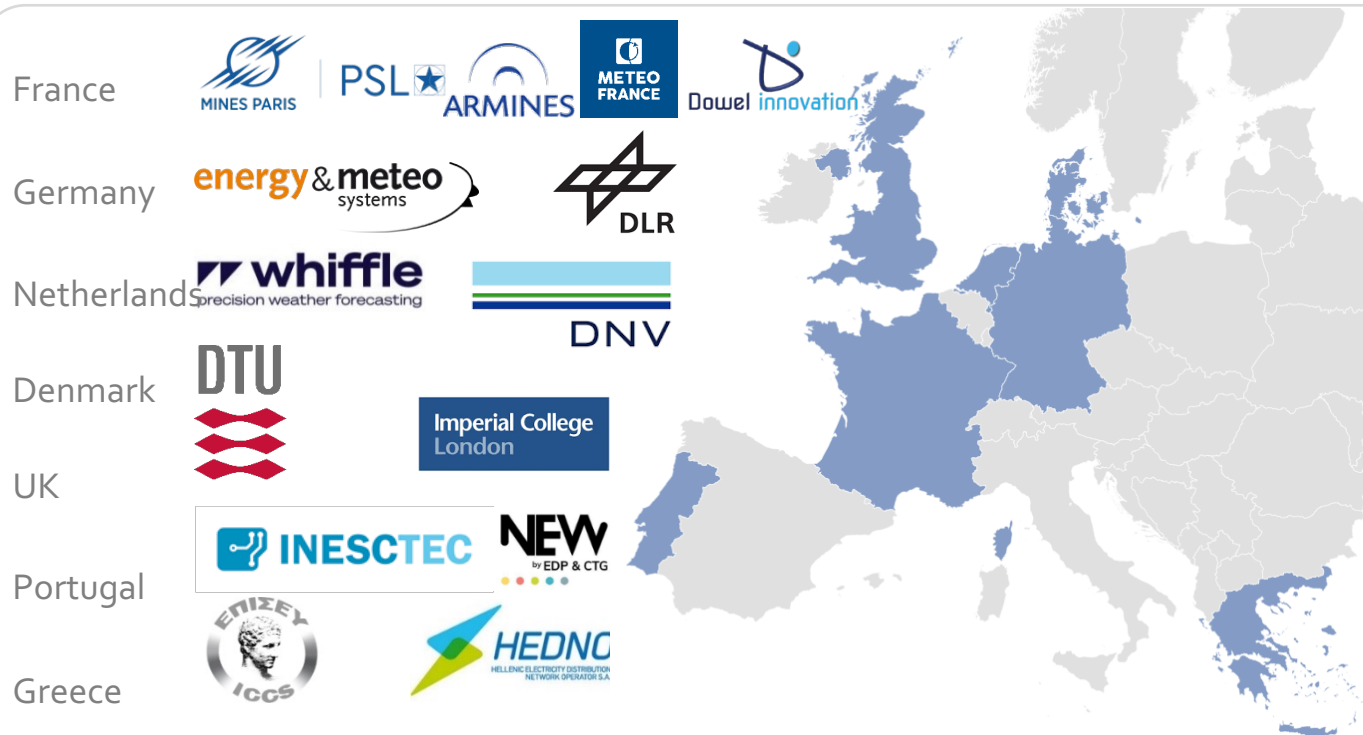 France
MINES PARIS
PSL
ARMINES
METEO
FRANCE
Dowel innovation
Germany
energy & meteo
systems
DLR
Netherlands
whiffle
precision weather forecasting
DNV
Denmark
DTU
Imperial College
London
UK
INESCTEC
NEW
by EDP & CTG
Portugal
ΕΠΙΣΕΥ
ICCS
HEDNO
HELLENIC ELECTRICITY DISTRIBUTION
NETWORK OPERATOR S.A
Greece